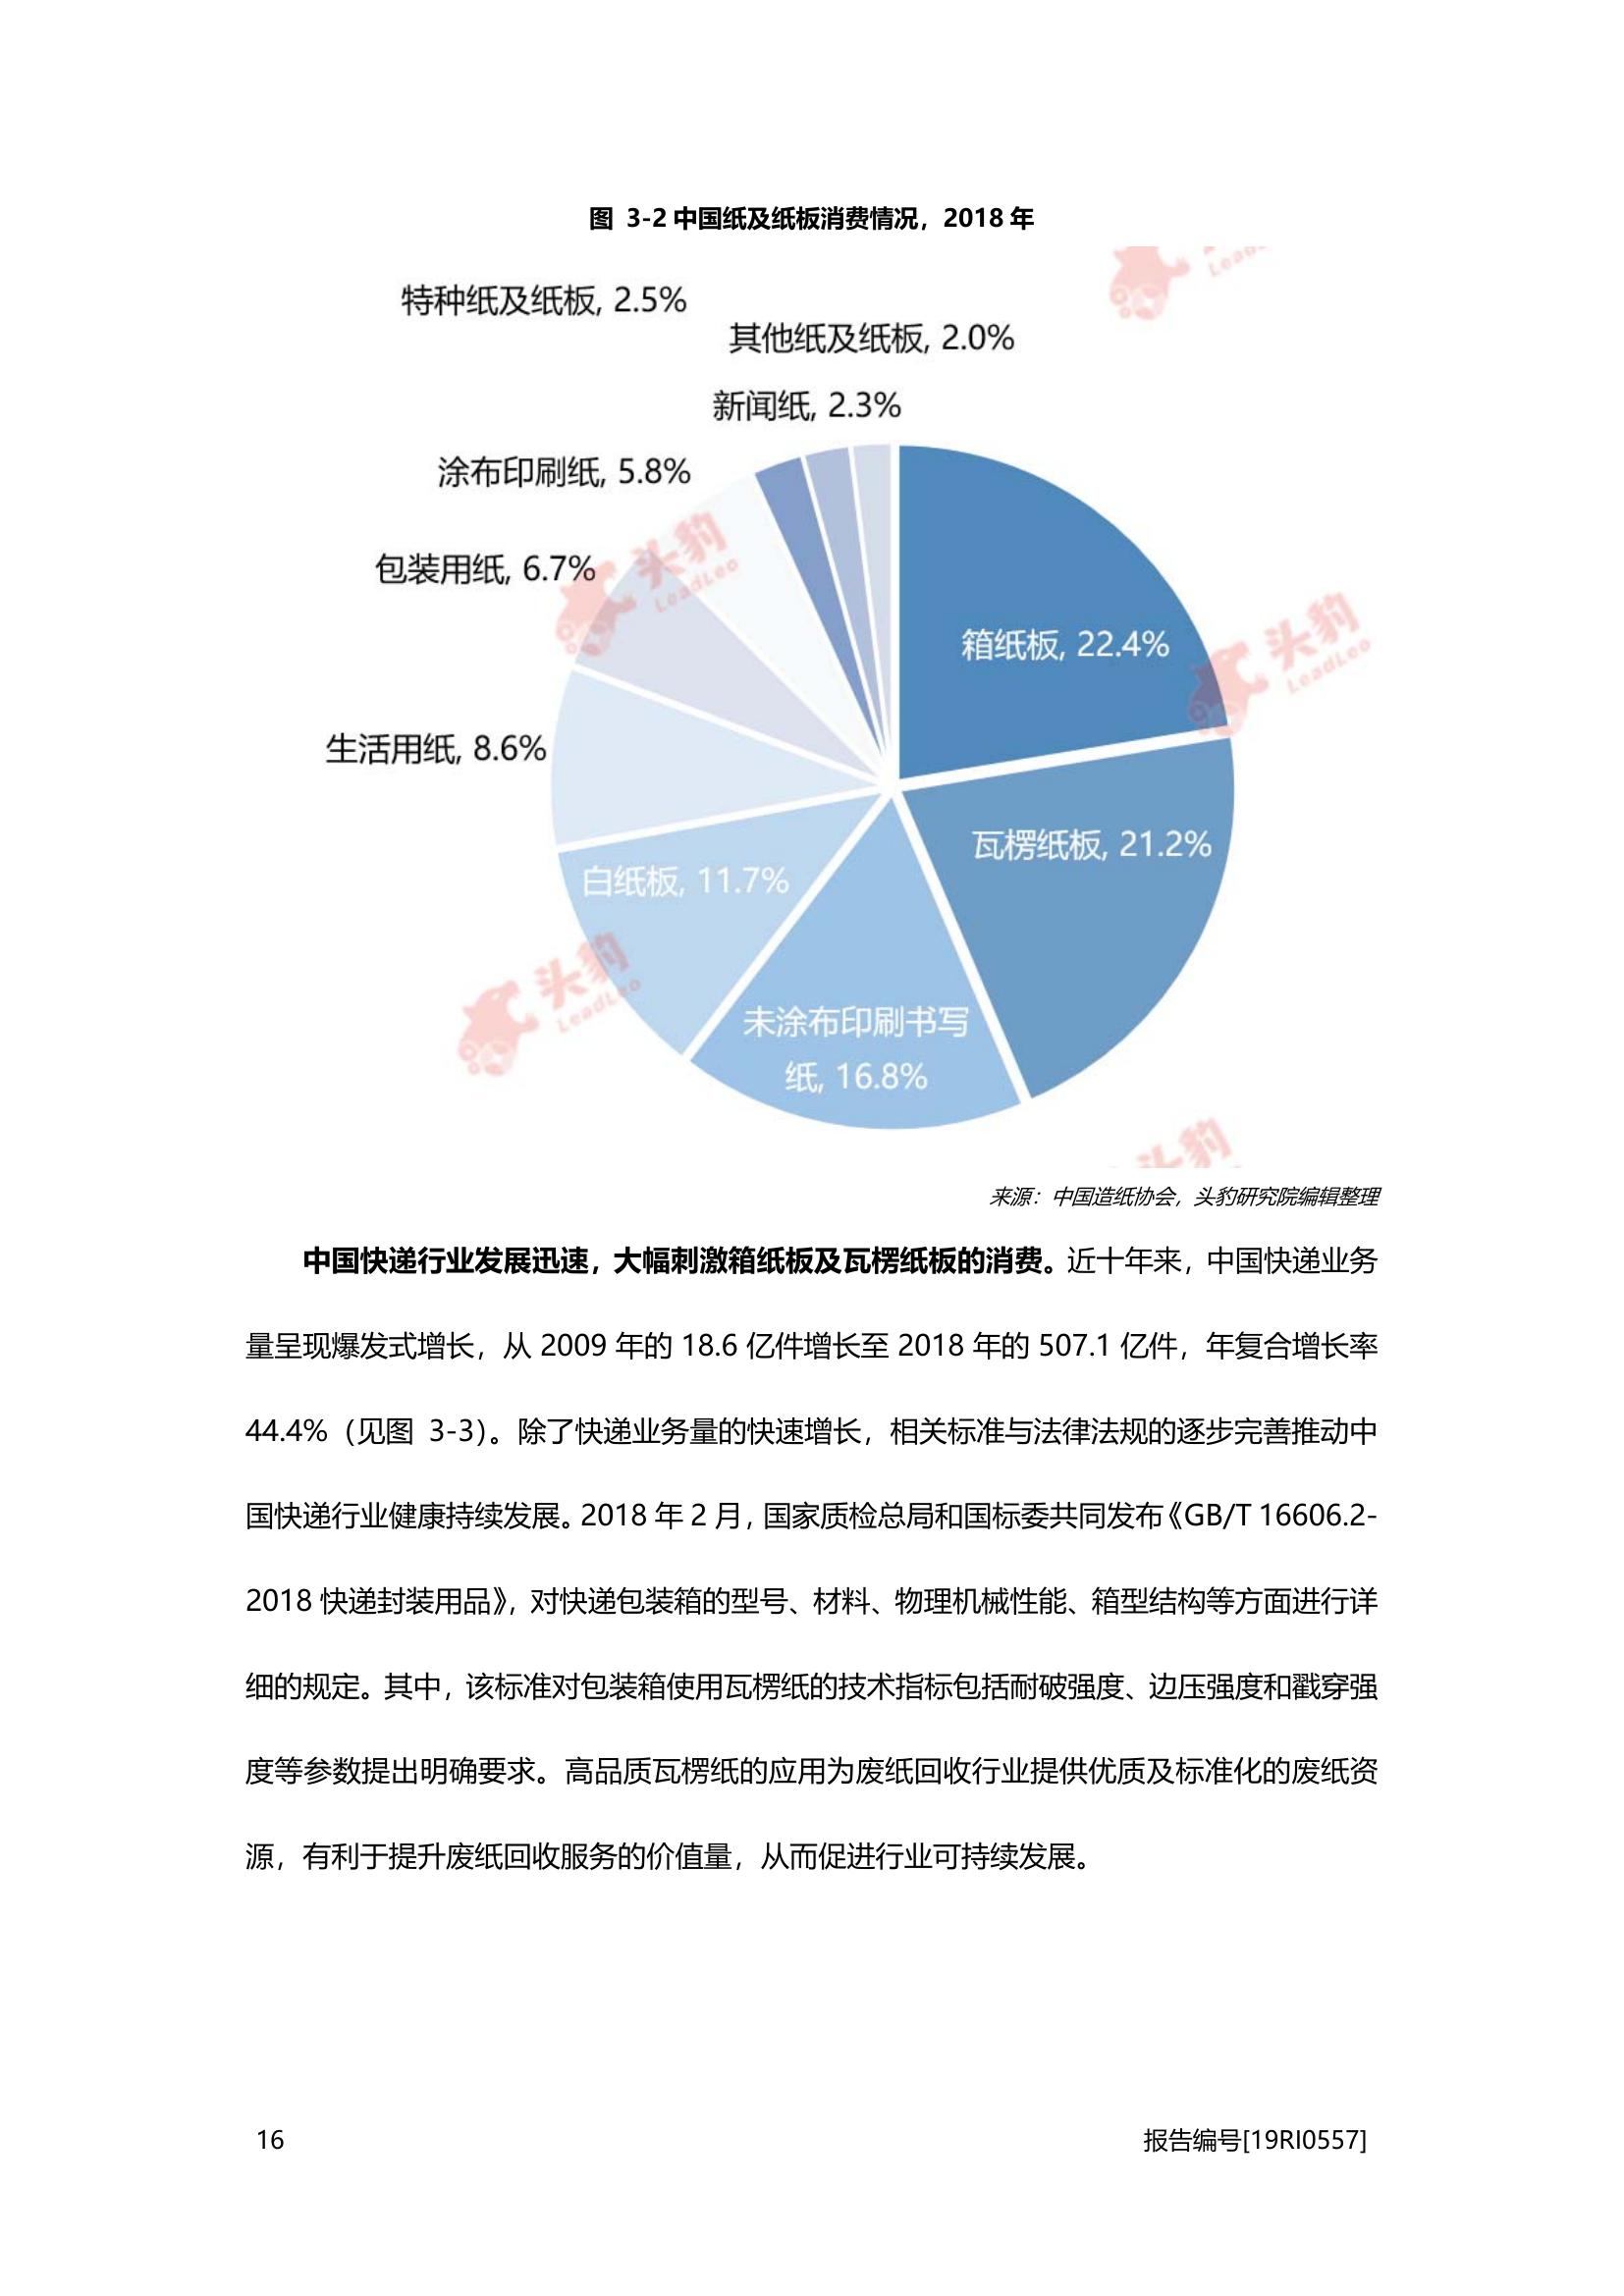 图 3-2 中国纸及纸板消费情况，2018 年
特种纸及纸板, 2.5%
其他纸及纸板, 2.0%
新闻纸, 2.3%
涂布印刷纸, 5.8%
包装用纸, 6.7%
箱纸板, 22.4%
生活用纸, 8.6%
瓦楞纸板, 21.2%
白纸板, 11.7%
未涂布印刷书写
纸, 16.8%
头豹
LeadLeo
头豹
LeadLeo
头豹
LeadLeo
头豹
来源：中国造纸协会，头豹研究院编辑整理
中国快递行业发展迅速，大幅刺激箱纸板及瓦楞纸板的消费。近十年来，中国快递业务
量呈现爆发式增长，从 2009 年的 18.6 亿件增长至 2018 年的 507.1 亿件，年复合增长率
44.4%（见图 3-3）。除了快递业务量的快速增长，相关标准与法律法规的逐步完善推动中
国快递行业健康持续发展。2018 年 2 月，国家质检总局和国标委共同发布《GB/T 16606.2-
2018 快递封装用品》，对快递包装箱的型号、材料、物理机械性能、箱型结构等方面进行详
细的规定。其中，该标准对包装箱使用瓦楞纸的技术指标包括耐破强度、边压强度和戳穿强
度等参数提出明确要求。高品质瓦楞纸的应用为废纸回收行业提供优质及标准化的废纸资
源，有利于提升废纸回收服务的价值量，从而促进行业可持续发展。
16
报告编号[19RI0557]